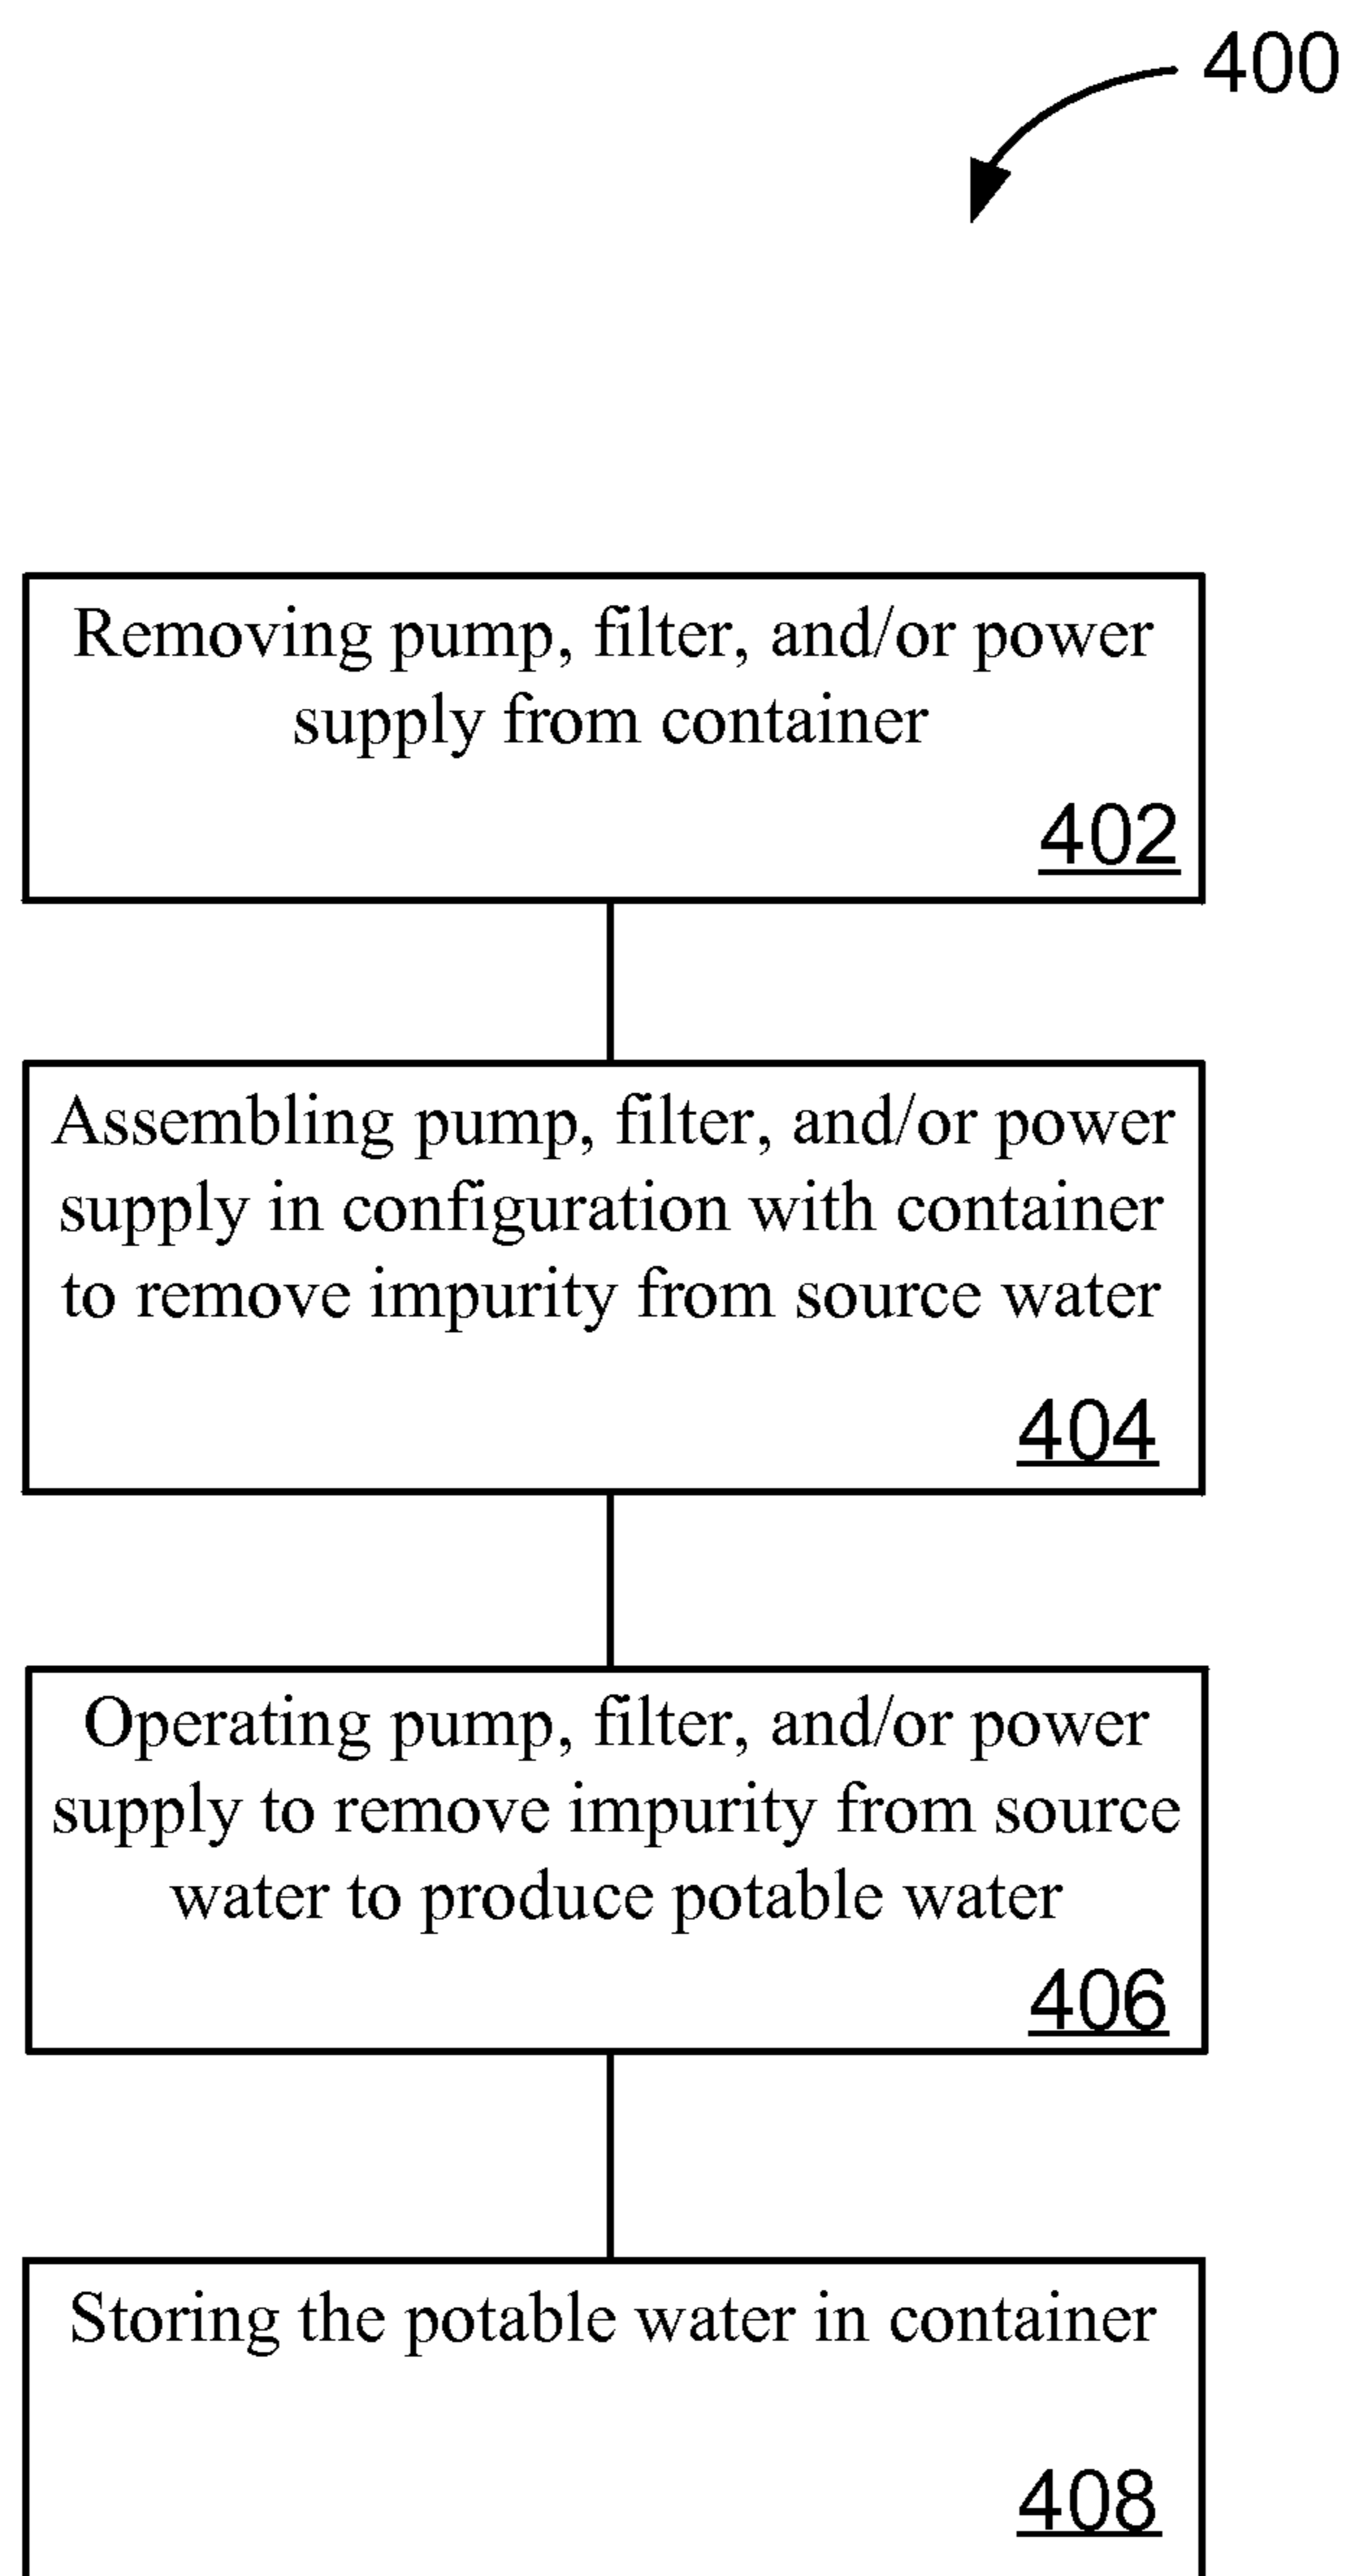 400
Removing pump, filter, and/or power
supply from container
402
Assembling pump, filter, and/or power
supply in configuration with container
to remove impurity from source water
404
Operating pump, filter, and/or power
supply to remove impurity from source
water to produce potable water
406
Storing the potable water in container
408